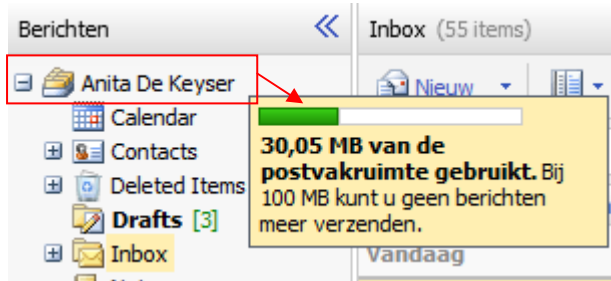 Berichten
Inbox (55 items)
Anita De Keyser
Nieuw
Calendar
Contacts
Deleted Items
Drafts [3]
Inbox
30,05 MB van de
postvakruimte gebruikt. Bij
100 MB kunt u geen berichten
meer verzenden.
Vandaag